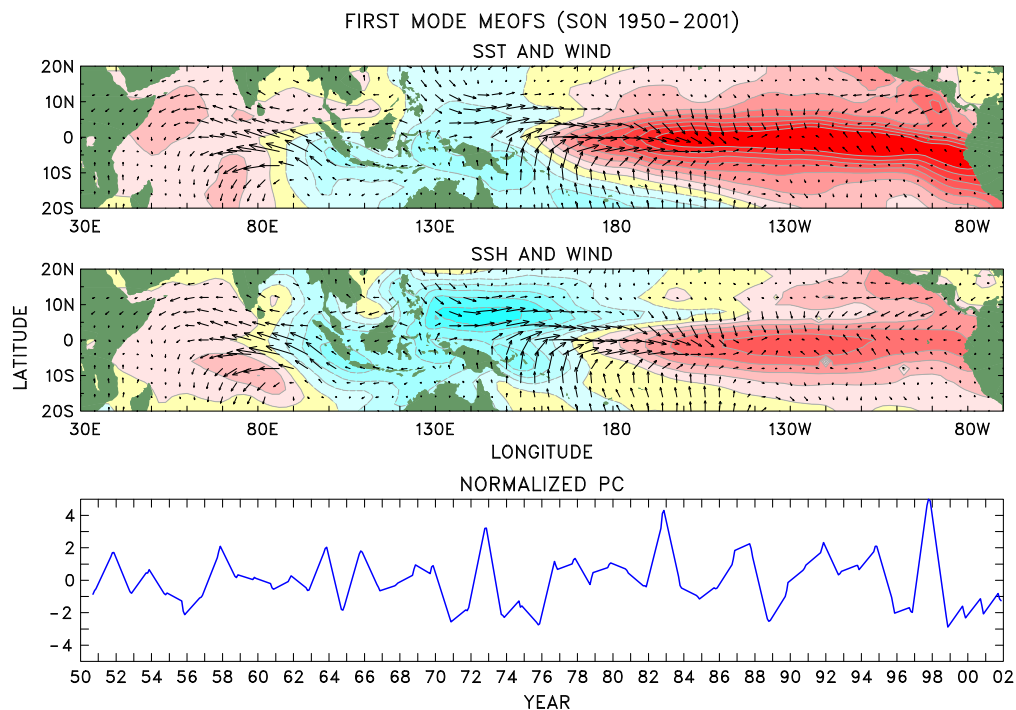 FIRST MODE MEOFS (SON 1950-2001)
SST AND WIND
20N
10N
0
10S
20S
30E 80E 130E 180 130W 80W
SSH AND WIND
20N
10N
0
10S
20S
LATITUDE
30E 80E 130E 180 130W 80W
LONGITUDE
NORMALIZED PC
4
2
0
-2
-4
50 52 54 56 58 60 62 64 66 68 70 72 74 76 78 80 82 84 86 88 90 92 94 96 98 00 02
YEAR